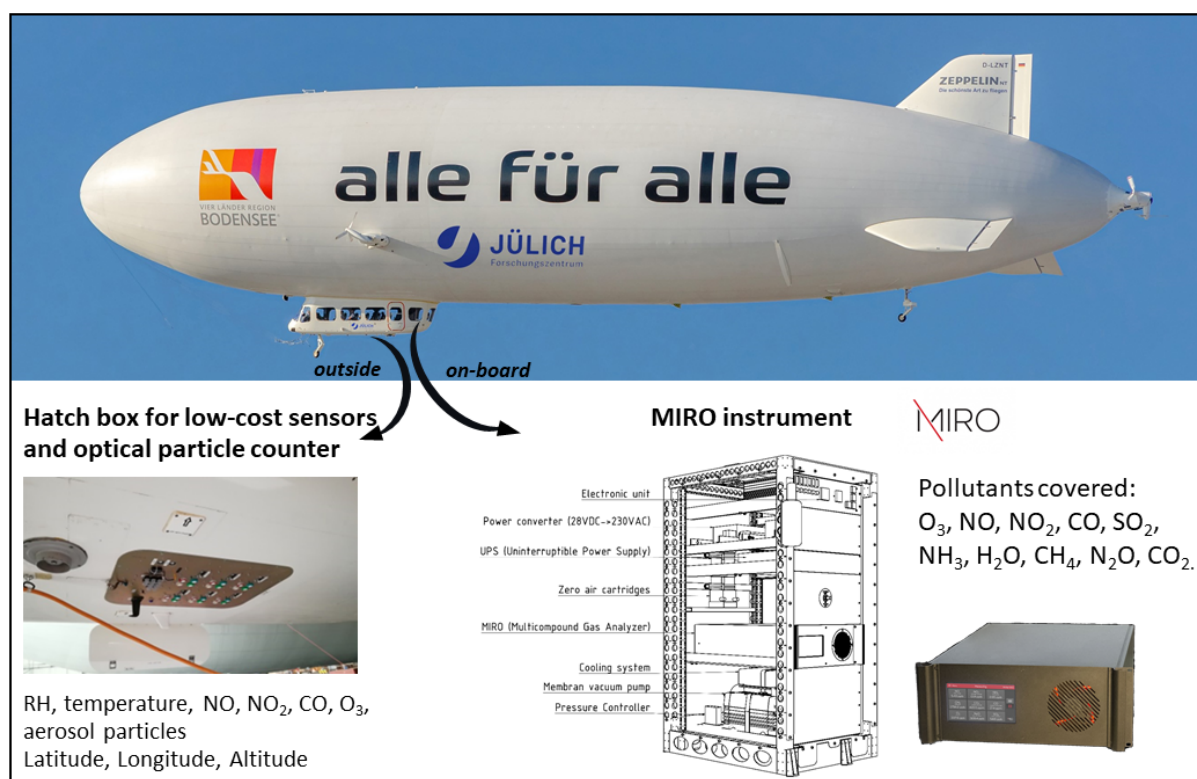 D-LZNT
ZEPPELIN NT
Die schönste Art zu fliegen
alle für alle
VIER LÄNDER REGION
BODENSEE
JÜLICH
Forschungszentrum
JÜLICH
outside
on-board
Hatch box for low-cost sensors
and optical particle counter
RH, temperature, NO, NO₂, CO, O₃,
aerosol particles
Latitude, Longitude, Altitude
MIRO instrument
MIRO
Electronic unit
Power converter (28VDC->230VAC)
UPS (Uninterruptible Power Supply)
Zero air cartridges
MIRO (Multicompound Gas Analyzer)
Cooling system
Membran vacuum pump
Pressure Controller
Pollutants covered:
O₃, NO, NO₂, CO, SO₂,
NH₃, H₂O, CH₄, N₂O, CO₂.